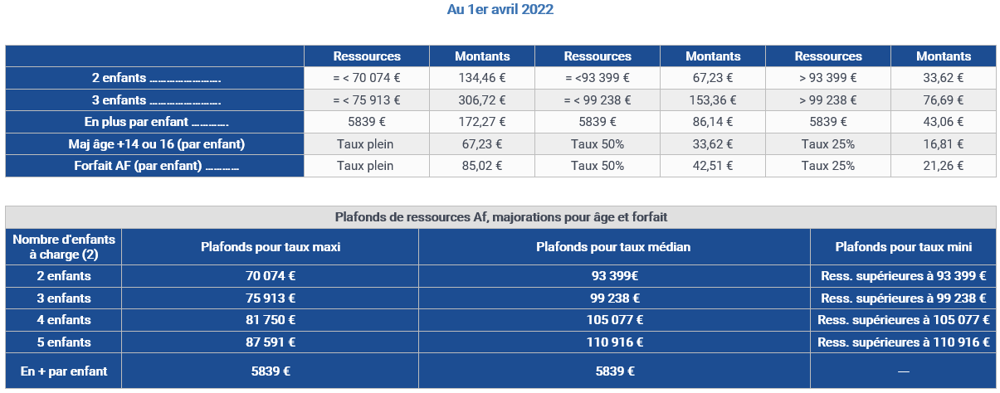 Au 1er avril 2022
Ressources Montants Ressources Montants Ressources Montants
2 enfants ........................ = < 70 074 € 134,46 € = <93 399 € 67,23 € > 93 399 € 33,62 €
3 enfants ........................ = < 75 913 € 306,72 € = < 99 238 € 153,36 € > 99 238 € 76,69 €
En plus par enfant ............. 5839 € 172,27 € 5839 € 86,14 € 5839 € 43,06 €
Maj âge +14 ou 16 (par enfant) Taux plein 67,23 € Taux 50% 33,62 € Taux 25% 16,81 €
Forfait AF (par enfant) ............ Taux plein 85,02 € Taux 50% 42,51 € Taux 25% 21,26 €
Plafonds de ressources Af, majorations pour âge et forfait
Nombre d'enfants
à charge (2) Plafonds pour taux maxi Plafonds pour taux médian Plafonds pour taux mini
2 enfants 70 074 € 93 399€ Ress. supérieures à 93 399 €
3 enfants 75 913 € 99 238 € Ress. supérieures à 99 238 €
4 enfants 81 750 € 105 077 € Ress. supérieures à 105 077 €
5 enfants 87 591 € 110 916 € Ress. supérieures à 110 916 €
En + par enfant 5839 € 5839 € —